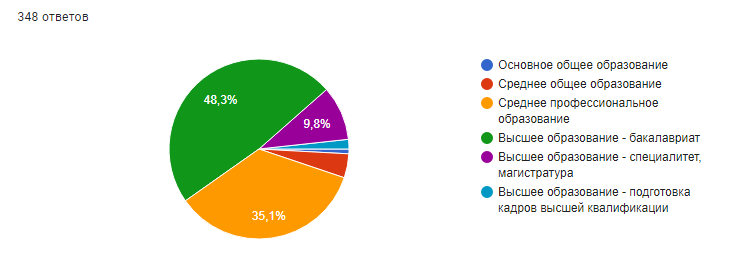 348 ответов
48,3%
9,8%
35,1%
Основное общее образование
Среднее общее образование
Среднее профессиональное
образование
Высшее образование - бакалавриат
Высшее образование - специалитет,
магистратура
Высшее образование - подготовка
кадров высшей квалификации